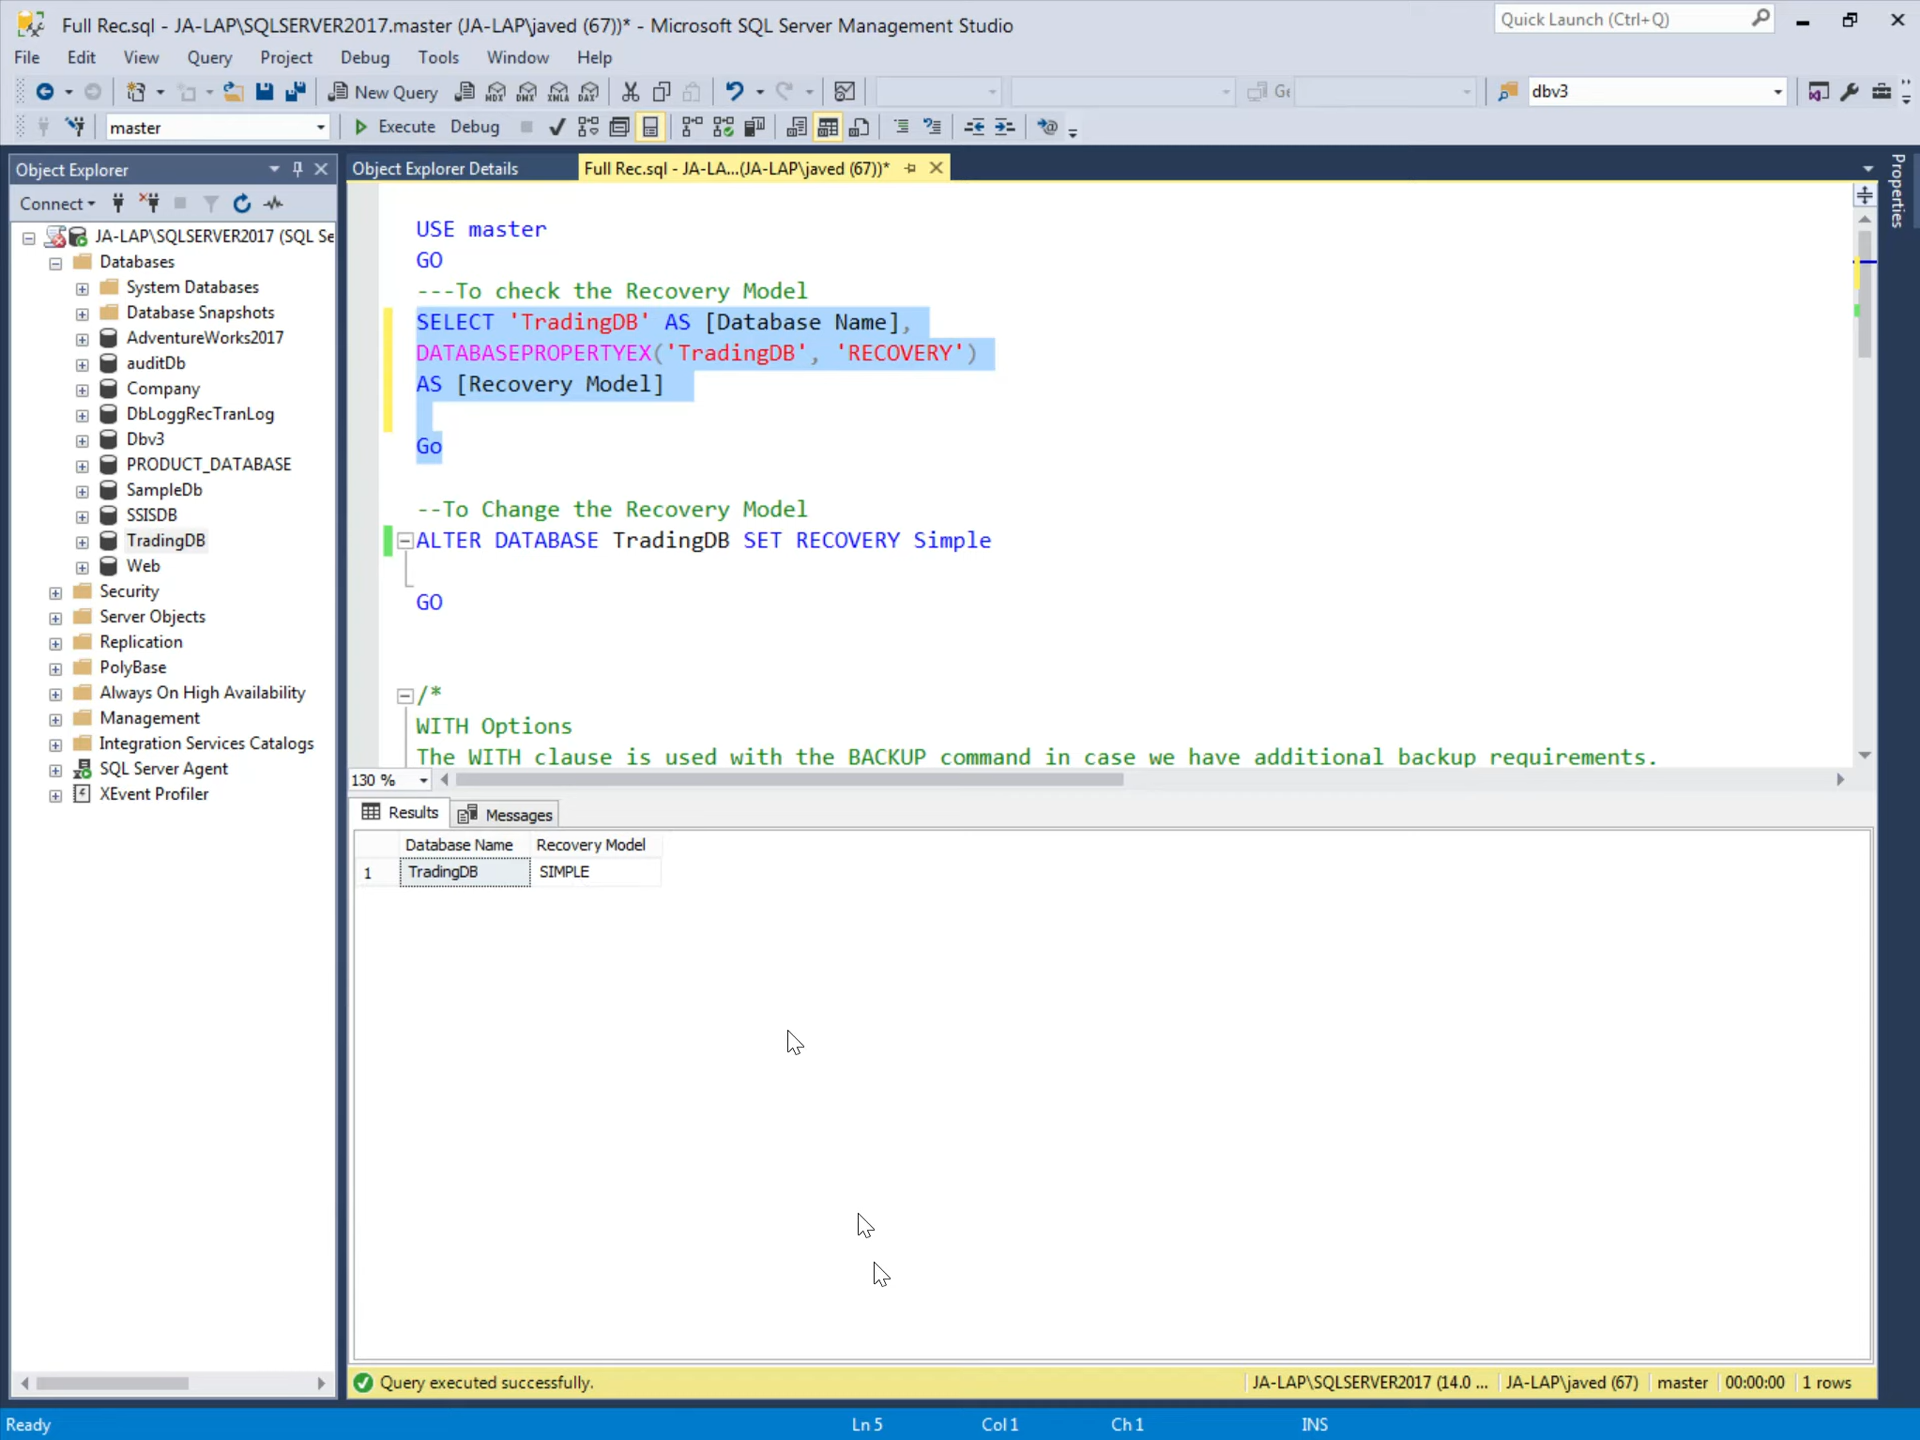 Full Rec.sql - JA-LAP\SQLSERVER2017.master (JA-LAP\javed (67))* - Microsoft SQL Server Management Studio
Quick Launch (Ctrl+Q)
File Edit View Query Project Debug Tools Window Help
New Query MDX DMX XMLA DAX Ge dbv3
master Execute Debug
Object Explorer
Connect
JA-LAP\SQLSERVER2017 (SQL Se
Databases
System Databases
Database Snapshots
AdventureWorks2017
auditDb
Company
DbLoggRecTranLog
Dbv3
PRODUCT_DATABASE
SampleDb
SSISDB
TradingDB
Web
Security
Server Objects
Replication
PolyBase
Always On High Availability
Management
Integration Services Catalogs
SQL Server Agent
XEvent Profiler
Object Explorer Details
Full Rec.sql - JA-LA...(JA-LAP\javed (67))*
Properties
USE master
GO
---To check the Recovery Model
SELECT 'TradingDB' AS [Database Name],
DATABASEPROPERTYEX('TradingDB', 'RECOVERY')
AS [Recovery Model]
Go
--To Change the Recovery Model
ALTER DATABASE TradingDB SET RECOVERY Simple
GO
/*
WITH Options
The WITH clause is used with the BACKUP command in case we have additional backup requirements.
130 %
Results Messages
Database Name Recovery Model
1 TradingDB SIMPLE
Query executed successfully. JA-LAP\SQLSERVER2017 (14.0 ... JA-LAP\javed (67) master 00:00:00 1 rows
Ready Ln 5 Col 1 Ch 1 INS